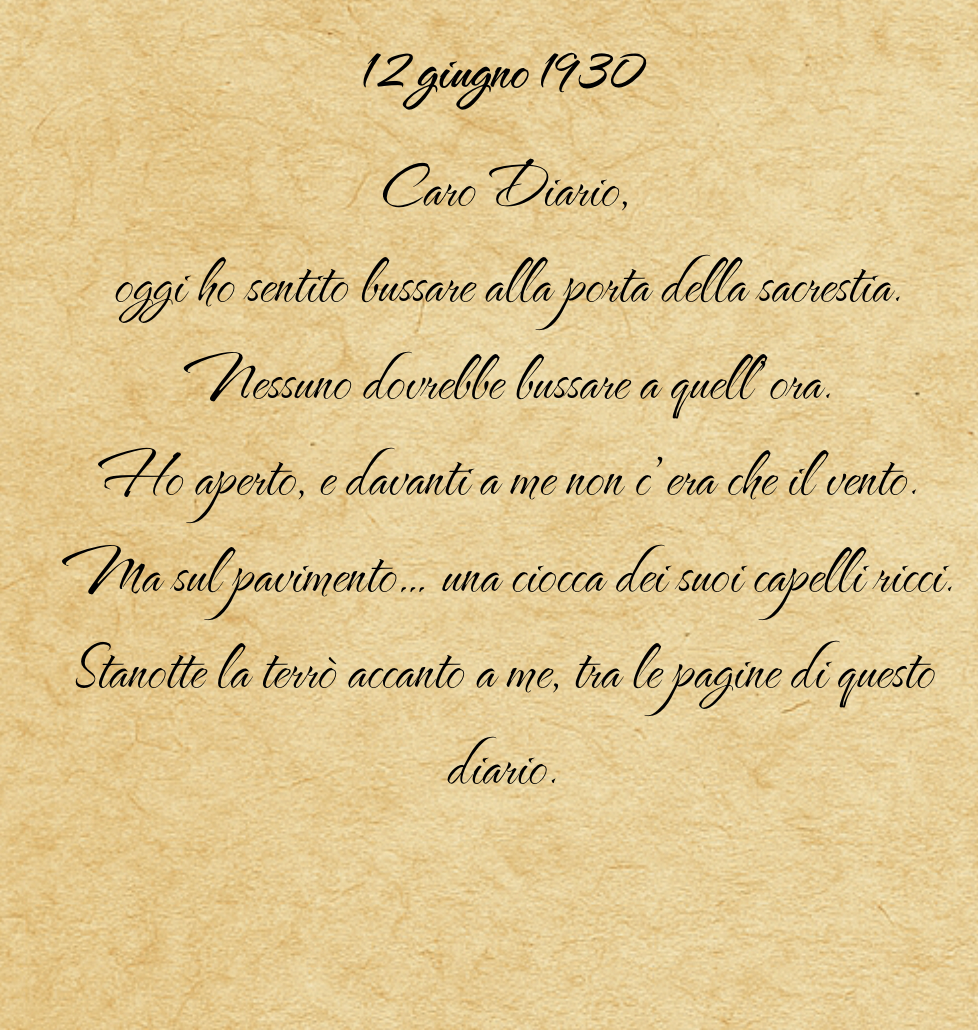 12 giugno 1930
Caro Diario,
oggi ho sentito bussare alla porta della sacrestia.
Nessuno dovrebbe bussare a quell’ora.
Ho aperto, e davanti a me non c’era che il vento.
Ma sul pavimento... una ciocca dei suoi capelli ricci.
Stanotte la terrò accanto a me, tra le pagine di questo
diario.